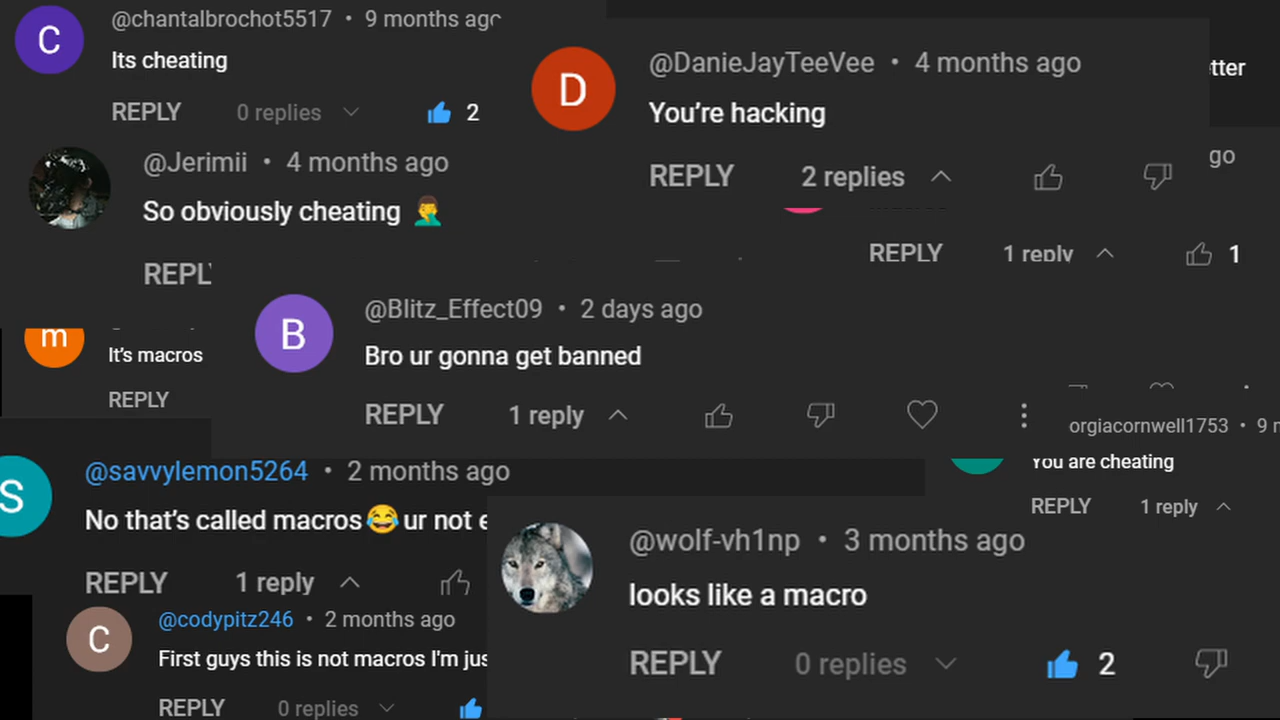 C
@chantalbrochot5517 • 9 months ago
Its cheating
REPLY 0 replies 2
D
@DanieJayTeeVee • 4 months ago
You’re hacking
REPLY 2 replies
tter
go
@Jerimii • 4 months ago
So obviously cheating 🤦‍♂️
REPLY
REPLY 1 reply 1
B
@Blitz_Effect09 • 2 days ago
Bro ur gonna get banned
REPLY 1 reply
m
It’s macros
REPLY
orgiacornwell1753 • 9 m
You are cheating
REPLY 1 reply
S
@savvylemon5264 • 2 months ago
No that’s called macros😂ur not e
REPLY 1 reply
@wolf-vh1np • 3 months ago
looks like a macro
REPLY 0 replies 2
C
@codypitz246 • 2 months ago
First guys this is not macros I'm jus
REPLY 0 replies